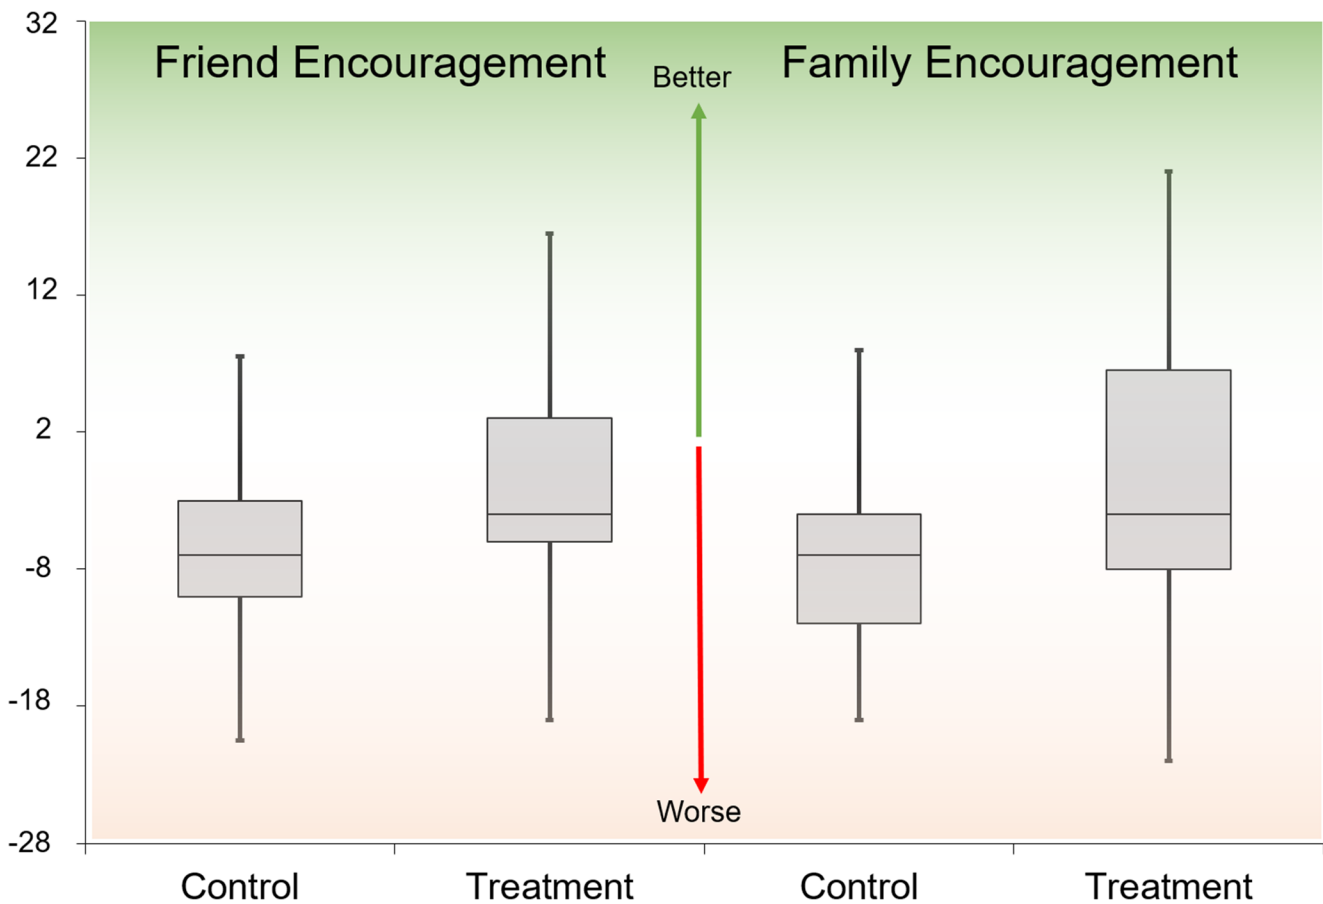 Friend Encouragement
Family Encouragement
Better
Worse
32
22
12
2
-8
-18
-28
Control
Treatment
Control
Treatment